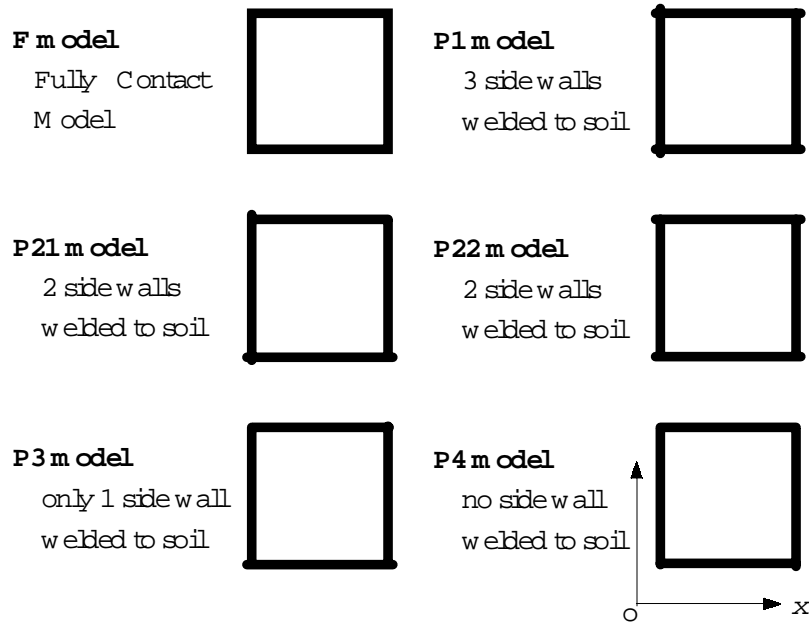 F model
Fully Contact
Model
P1 model
3 side walls
welded to soil
P21 model
2 side walls
welded to soil
P22 model
2 side walls
welded to soil
P3 model
only 1 side wall
welded to soil
P4 model
no side wall
welded to soil
O
x